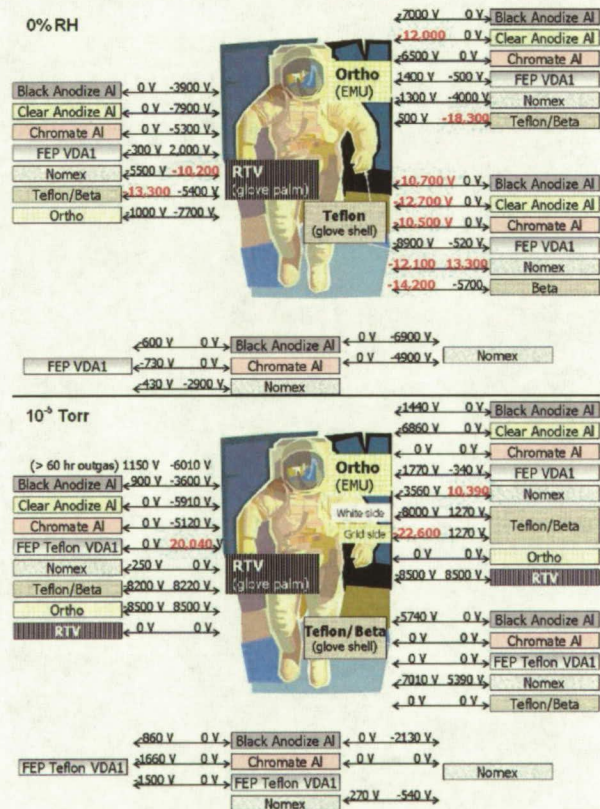 0% RH
7000 V 0 V Black Anodize Al
-12,000 0 V Clear Anodize Al
6500 V 0 V Chromate Al
1400 V -500 V FEP VDA1
1300 V -4000 V Nomex
500 V -18,300 Teflon/Beta
Ortho
(EMU)
Black Anodize Al 0 V -3900 V
Clear Anodize Al 0 V -7900 V
Chromate Al 0 V -5300 V
FEP VDA1 -300 V 2,000 V
Nomex -5500 V -10,200
Teflon/Beta -13,300 -5400 V
Ortho -1000 V -7700 V
RTV
(glove palm)
Teflon
(glove shell)
-10,700 V 0 V Black Anodize Al
-12,700 V 0 V Clear Anodize Al
-10,500 V 0 V Chromate Al
-8900 V -520 V FEP VDA1
-12,100 13,300 Nomex
-14,200 -5700 Beta
-600 V 0 V Black Anodize Al 0 V -6900 V
FEP VDA1 -730 V 0 V Chromate Al 0 V -4900 V Nomex
430 V -2900 V Nomex
10⁻⁵ Torr
1440 V 0 V Black Anodize Al
6860 V 0 V Clear Anodize Al
0 V 0 V Chromate Al
1770 V -340 V FEP VDA1
-3560 V 10,390 Nomex
White side -8000 V 1270 V Teflon/Beta
Grid side -22,600 1270 V
0 V 0 V Ortho
-8500 V 8500 V RTV
Ortho
(EMU)
(> 60 hr outgas) 1150 V -6010 V
Black Anodize Al 900 V -3600 V
Clear Anodize Al 0 V -5910 V
Chromate Al 0 V -5120 V
FEP Teflon VDA1 0 V 20,040 V
Nomex -250 V 0 V
Teflon/Beta -8200 V 8220 V
Ortho -8500 V 8500 V
RTV 0 V 0 V
RTV
(glove palm)
Teflon/Beta
(glove shell)
-5740 V 0 V Black Anodize Al
0 V 0 V Chromate Al
0 V 0 V FEP Teflon VDA1
-7010 V 5390 V Nomex
0 V 0 V Teflon/Beta
-860 V 0 V Black Anodize Al 0 V -2130 V
FEP Teflon VDA1 -1660 V 0 V Chromate Al 0 V 0 V Nomex
-1500 V 0 V FEP Teflon VDA1
Nomex 270 V -540 V